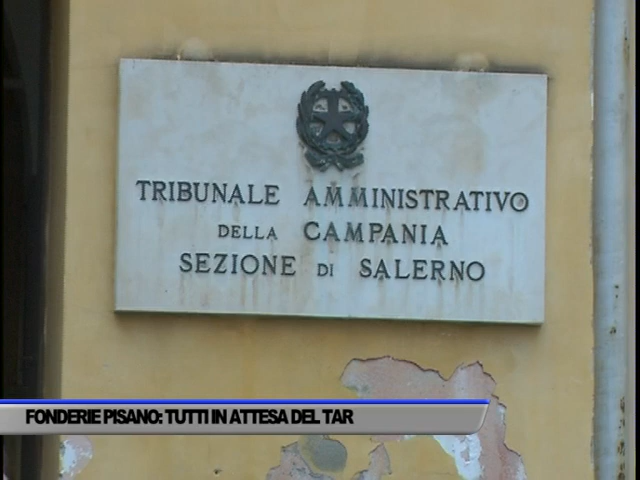 TRIBUNALE AMMINISTRATIVO
DELLA CAMPANIA
SEZIONE DI SALERNO
FONDERIE PISANO: TUTTI IN ATTESA DEL TAR